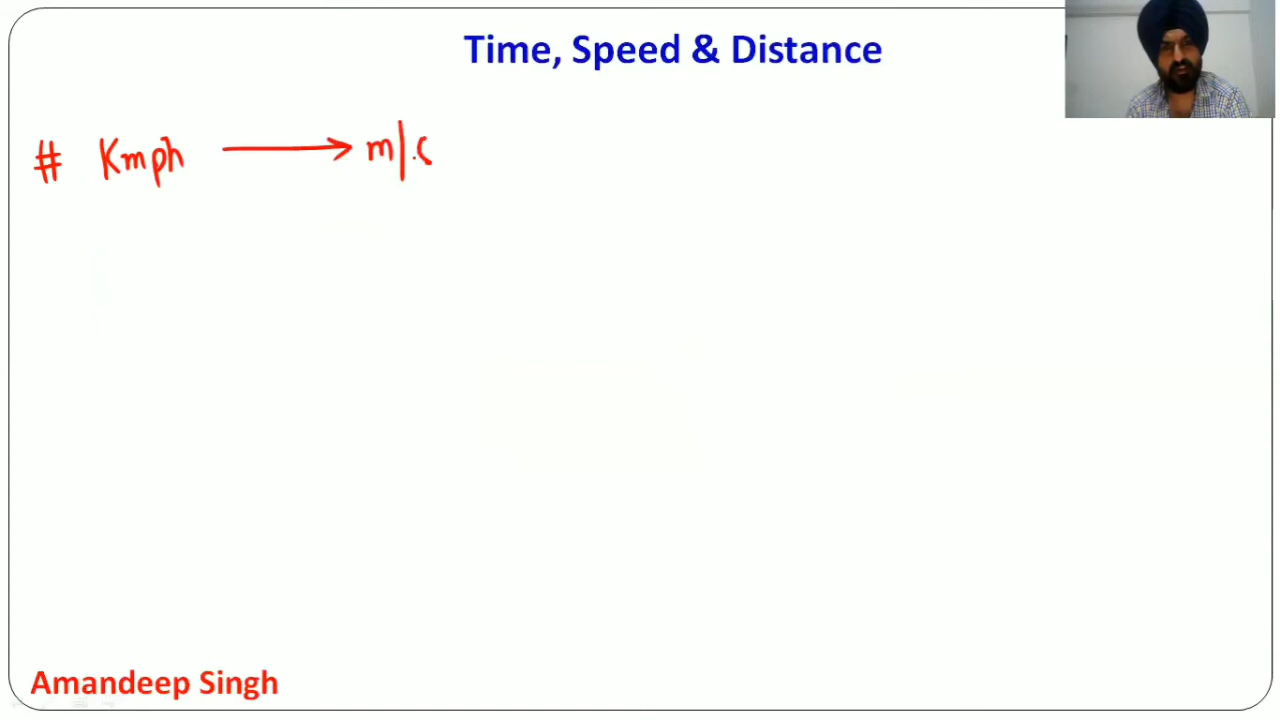 Time, Speed & Distance
# Kmph → m/
Amandeep Singh